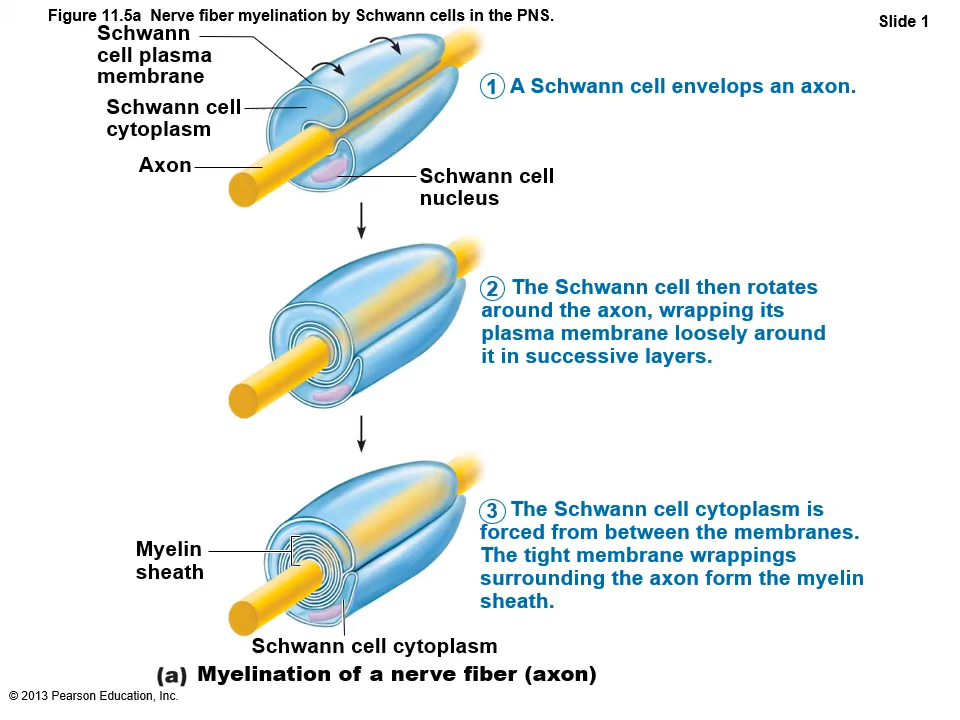 Figure 11.5a Nerve fiber myelination by Schwann cells in the PNS.
Slide 1
Schwann
cell plasma
membrane
Schwann cell
cytoplasm
Axon
Schwann cell
nucleus
1 A Schwann cell envelops an axon.
2 The Schwann cell then rotates
around the axon, wrapping its
plasma membrane loosely around
it in successive layers.
3 The Schwann cell cytoplasm is
forced from between the membranes.
The tight membrane wrappings
surrounding the axon form the myelin
sheath.
Myelin
sheath
Schwann cell cytoplasm
(a) Myelination of a nerve fiber (axon)
© 2013 Pearson Education, Inc.